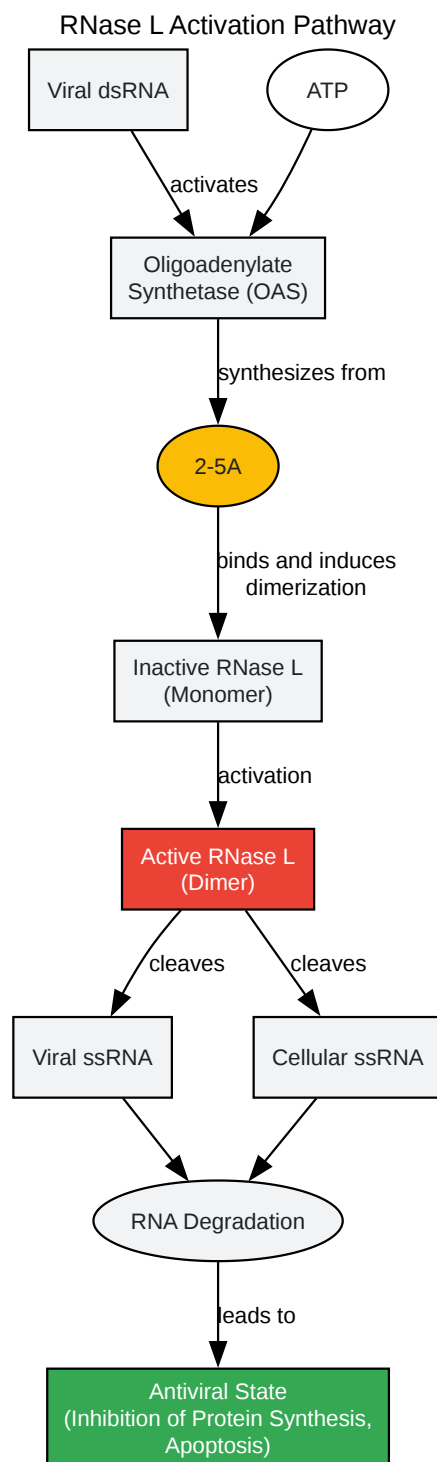 RNase L Activation Pathway
Viral dsRNA
ATP
activates
Oligoadenylate
Synthetase (OAS)
synthesizes from
2-5A
binds and induces
dimerization
Inactive RNase L
(Monomer)
activation
Active RNase L
(Dimer)
cleaves
cleaves
Viral ssRNA
Cellular ssRNA
RNA Degradation
leads to
Antiviral State
(Inhibition of Protein Synthesis,
Apoptosis)